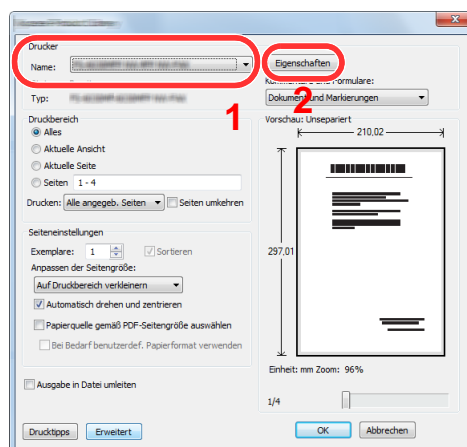 Drucker
Name:
Eigenschaften
Kommentare und Formulare:
Typ:
Dokument und Markierungen
1
2
Druckbereich
Alles
Aktuelle Ansicht
Aktuelle Seite
Seiten 1 - 4
Drucken: Alle angegeb. Seiten Seiten umkehren
Vorschau: Unsepariert
210,02
297,01
Seiteneinstellungen
Exemplare: 1 Sortieren
Anpassen der Seitengröße:
Auf Druckbereich verkleinern
Automatisch drehen und zentrieren
Papierquelle gemäß PDF-Seitengröße auswählen
Bei Bedarf benutzerdef. Papierformat verwenden
Einheit: mm Zoom: 96%
Ausgabe in Datei umleiten
1/4
Drucktipps Erweitert OK Abbrechen